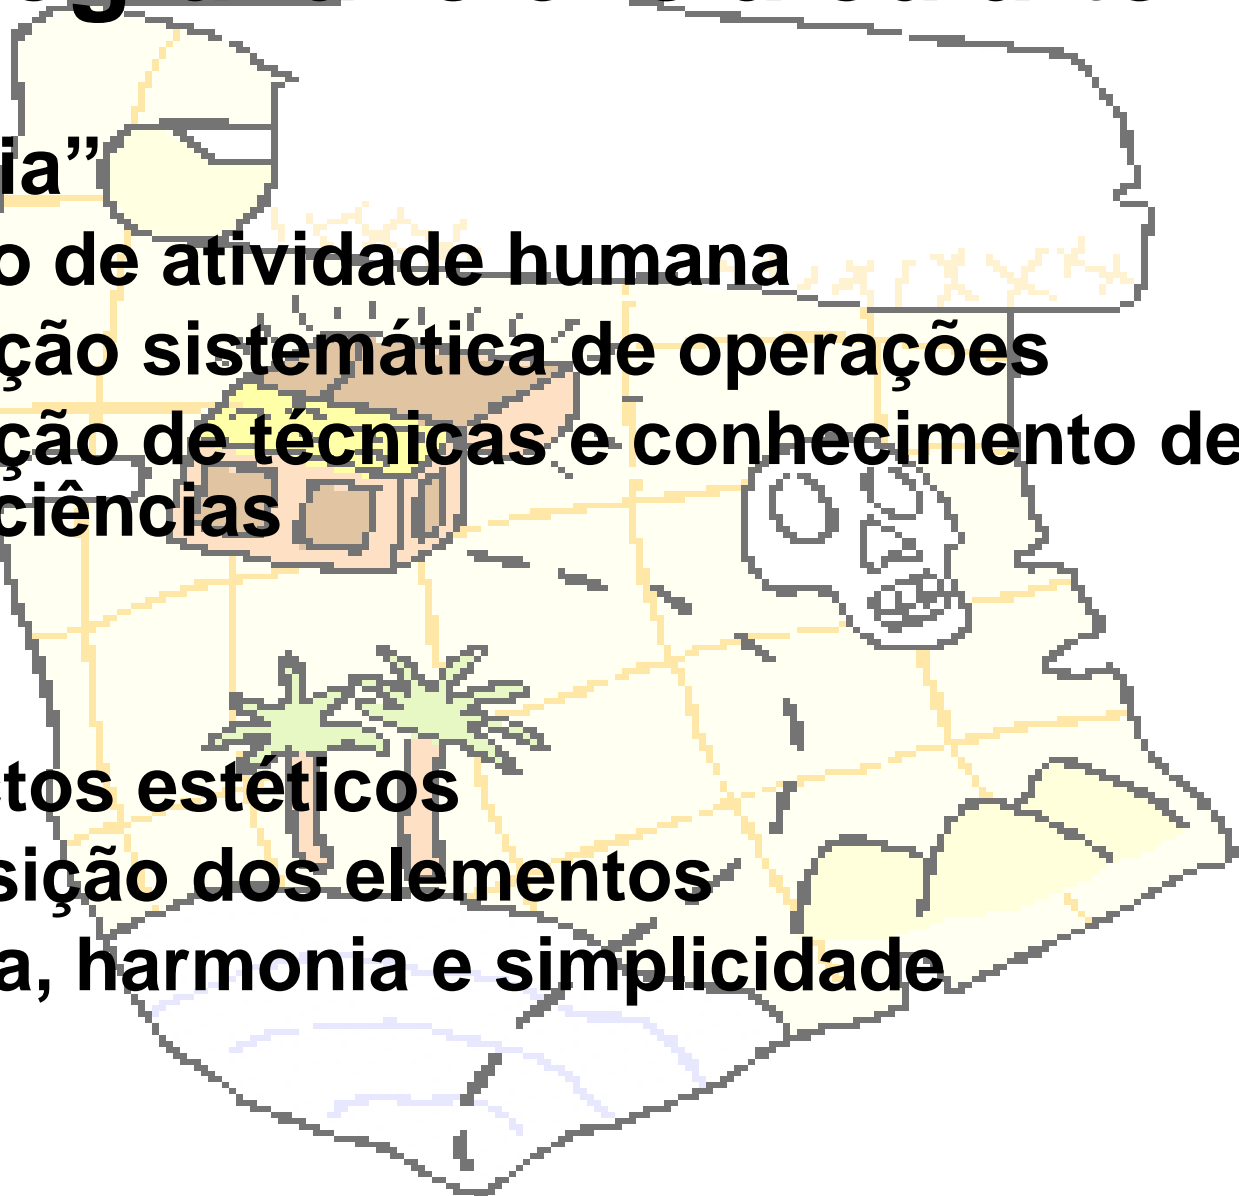 ia”
o de atividade humana
ção sistemática de operações
ção de técnicas e conhecimento de
ciências
tos estéticos
sição dos elementos
a, harmonia e simplicidade